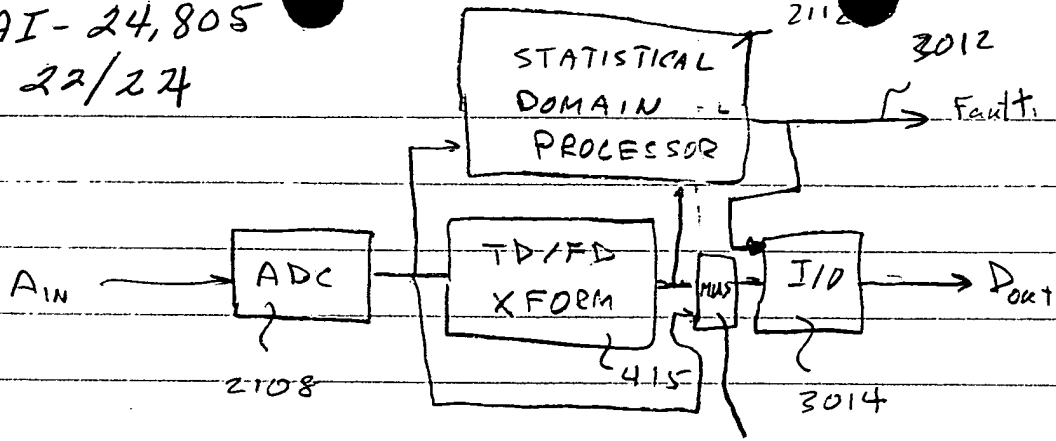 AI-24,805
22/24
STATISTICAL
DOMAIN
PROCESSOR
2112
3012
Fault
AIN
ADC
2108
TD/FD
XFORM
415
MUX
I/O
3014
Dout